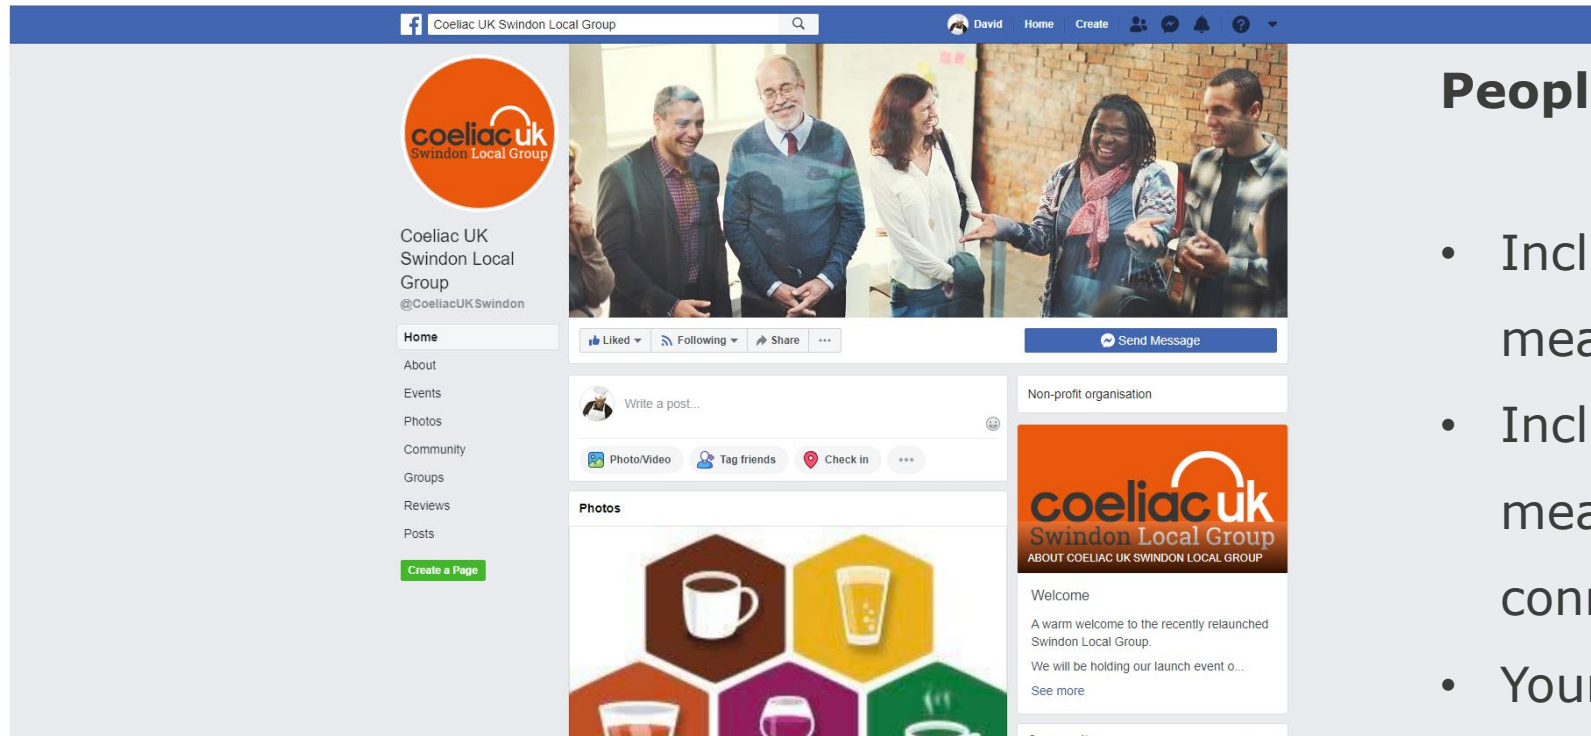 Coeliac UK Swindon Local Group
David Home Create
coeliac uk
Swindon Local Group
Coeliac UK
Swindon Local
Group
@CoeliacUKSwindon
Home
About
Events
Photos
Community
Groups
Reviews
Posts
Create a Page
Liked Following Share ...
Send Message
Write a post...
Photo/Video Tag friends Check in ...
Photos
Non-profit organisation
coeliac uk
Swindon Local Group
ABOUT COELIAC UK SWINDON LOCAL GROUP
Welcome
A warm welcome to the recently relaunched
Swindon Local Group.
We will be holding our launch event o...
See more
Peopl
• Incl
mea
• Incl
mea
con
• Your